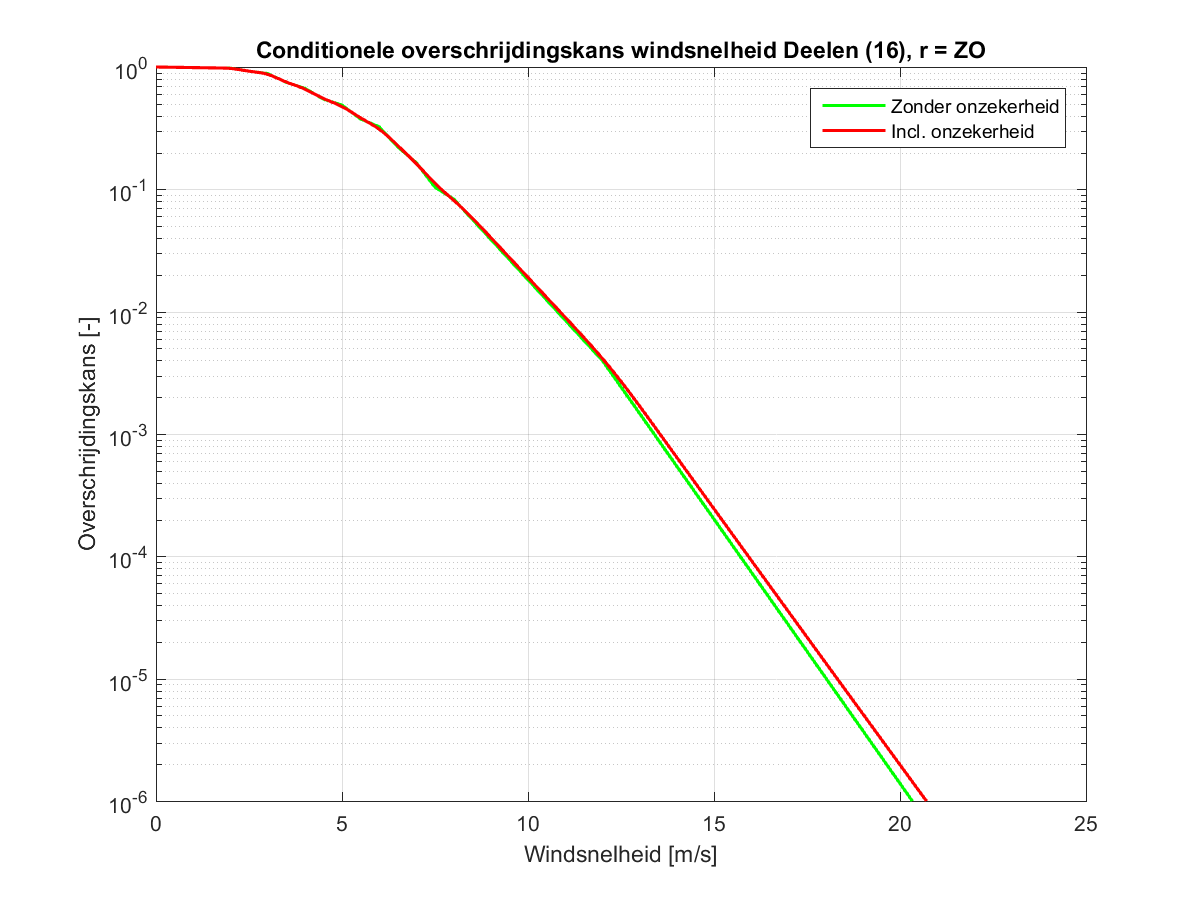 Conditionele overschrijdingskans windsnelheid Deelen (16), r = ZO
Zonder onzekerheid
Incl. onzekerheid
Overschrijdingskans [-]
10^0
10^-1
10^-2
10^-3
10^-4
10^-5
10^-6
0 5 10 15 20 25
Windsnelheid [m/s]